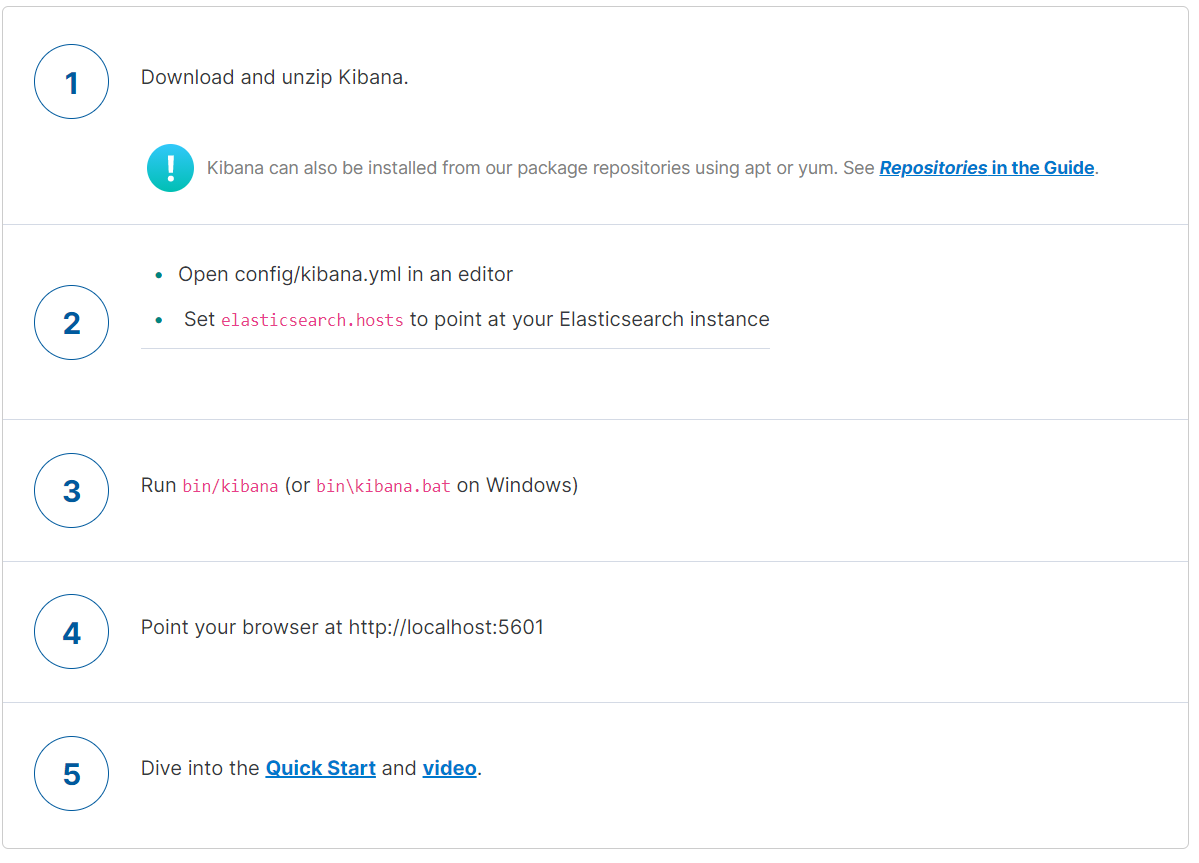 1
Download and unzip Kibana.
! Kibana can also be installed from our package repositories using apt or yum. See Repositories in the Guide.
2
• Open config/kibana.yml in an editor
• Set elasticsearch.hosts to point at your Elasticsearch instance
3
Run bin/kibana (or bin\kibana.bat on Windows)
4
Point your browser at http://localhost:5601
5
Dive into the Quick Start and video.